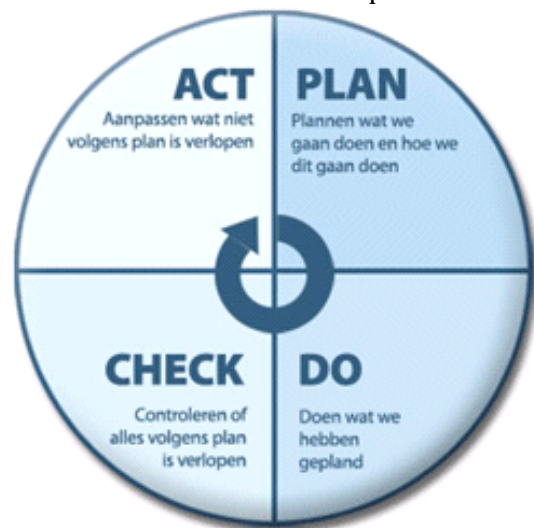 ACT
Aanpassen wat niet
volgens plan is verlopen
PLAN
Plannen wat we
gaan doen en hoe we
dit gaan doen
CHECK
Controleren of
alles volgens plan
is verlopen
DO
Doen wat we
hebben
gepland